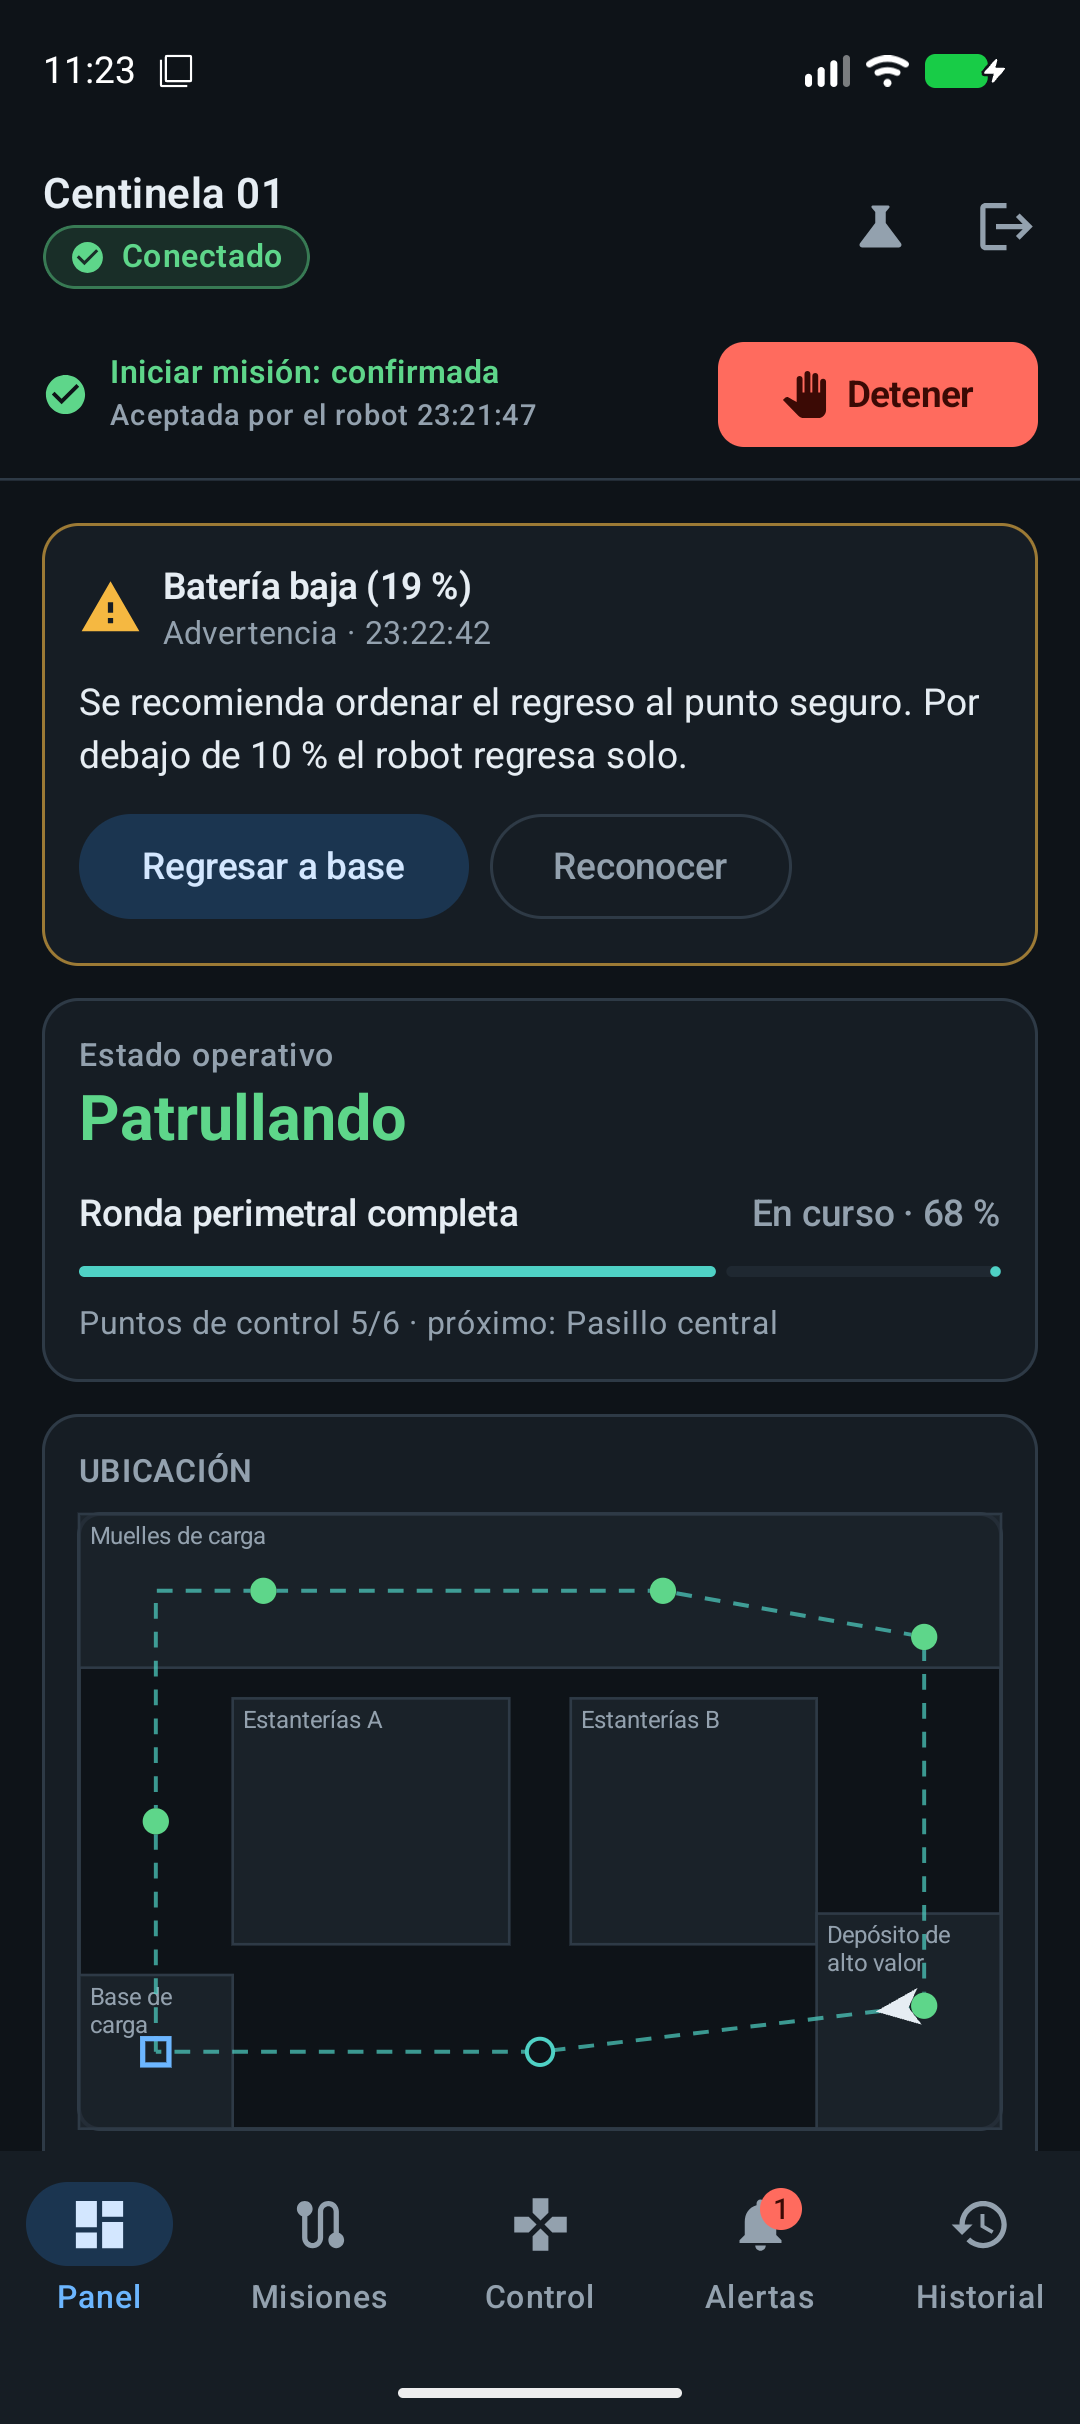 11:23
Centinela 01
Conectado
Iniciar misión: confirmada
Aceptada por el robot 23:21:47
Detener
Batería baja (19 %)
Advertencia · 23:22:42
Se recomienda ordenar el regreso al punto seguro. Por
debajo de 10 % el robot regresa solo.
Regresar a base
Reconocer
Estado operativo
Patrullando
Ronda perimetral completa
En curso · 68 %
Puntos de control 5/6 · próximo: Pasillo central
UBICACIÓN
Muelles de carga
Estanterías A
Estanterías B
Depósito de
alto valor
Base de
carga
1
Panel
Misiones
Control
Alertas
Historial